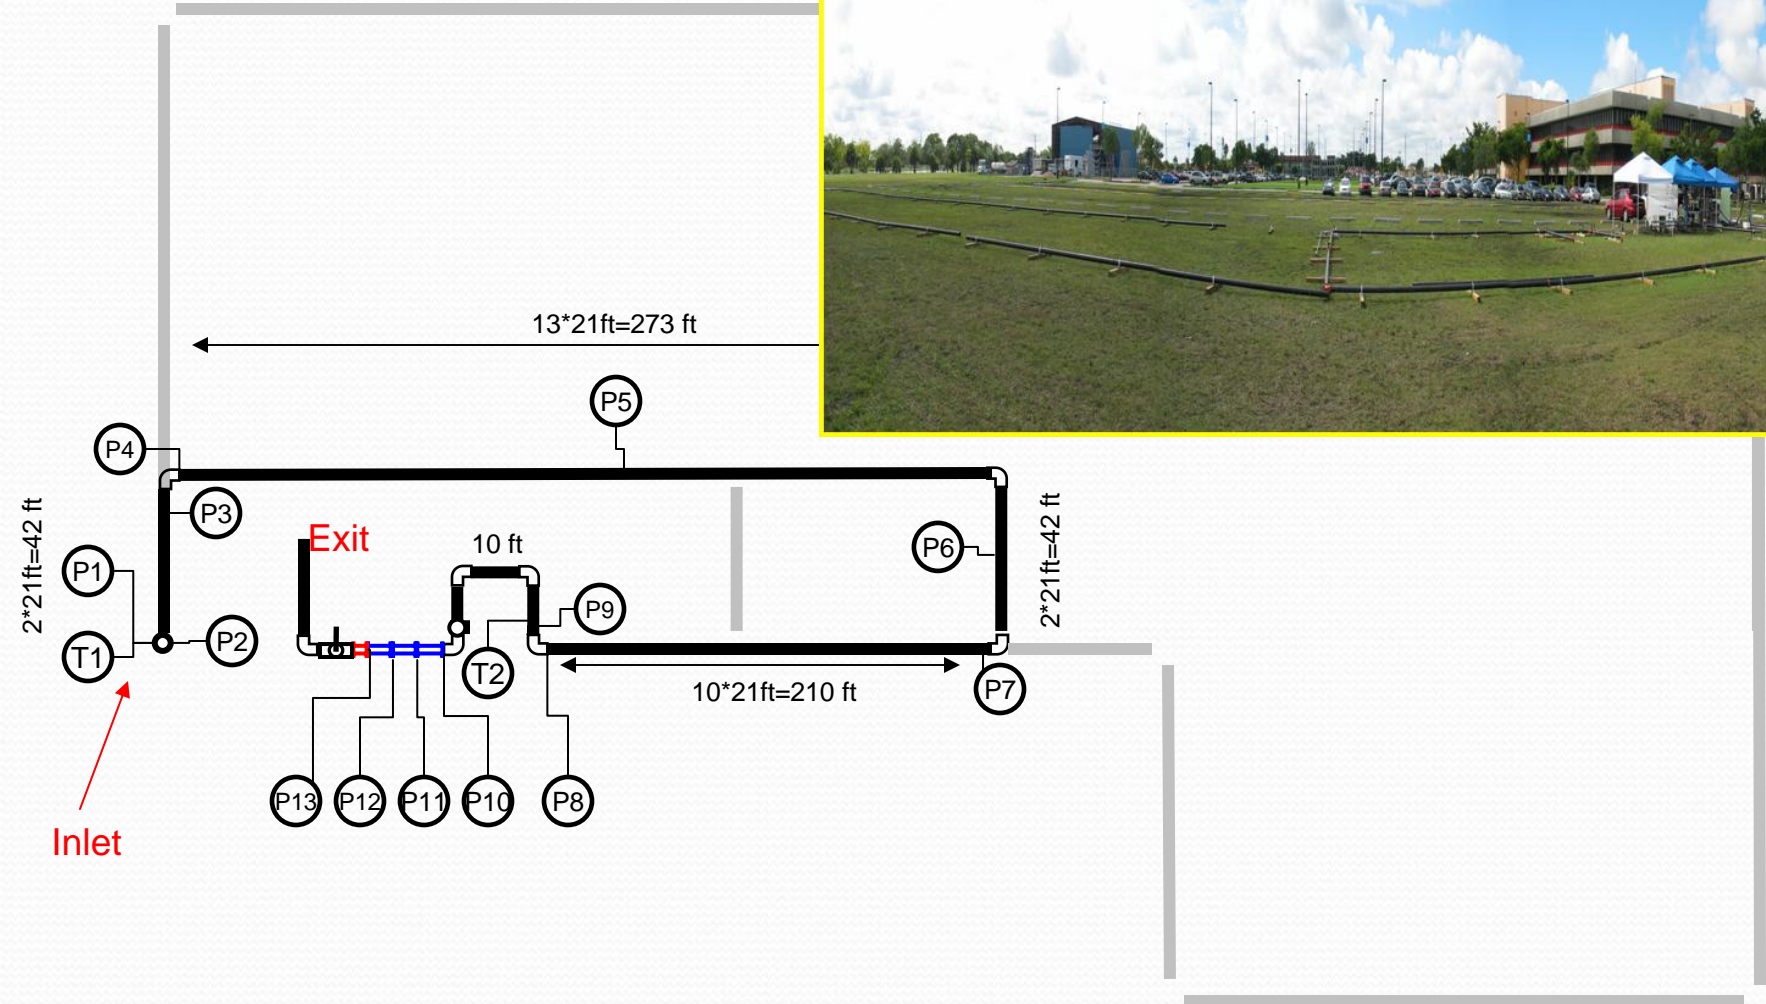 13*21ft=273 ft
P5
P4
2*21ft=42 ft
P3
Exit
10 ft
P6
2*21ft=42 ft
P1
P9
T1
P2
T2
10*21ft=210 ft
P7
P13
P12
P11
P10
P8
Inlet